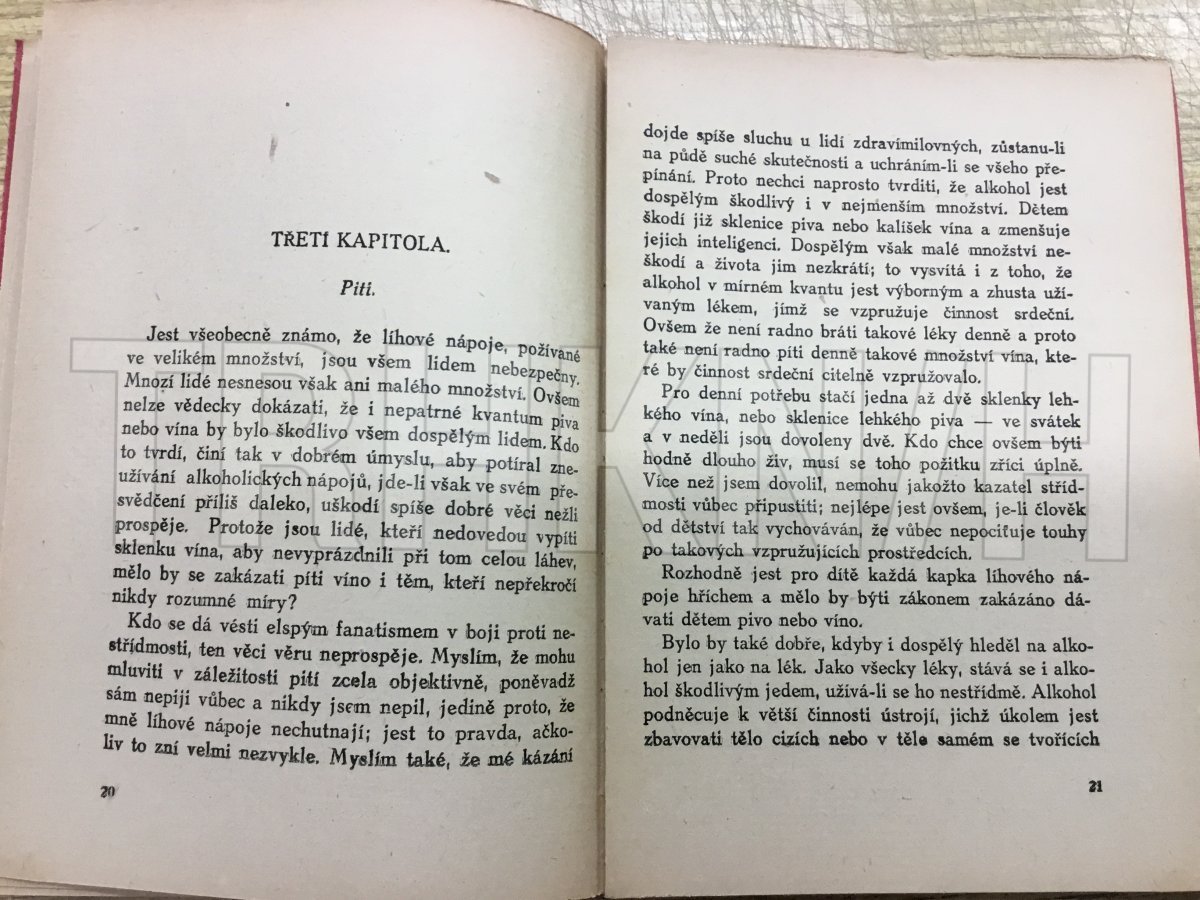 TŘETÍ KAPITOLA.
Pití.
Jest všeobecně známo, že líhové nápoje, požívané
ve velikém množství, jsou všem lidem nebezpečny.
Mnozí lidé nesnesou však ani malého množství. Ovšem
nelze vědecky dokázati, že i nepatrné kvantum piva
nebo vína by bylo škodlivo všem dospělým lidem. Kdo
to tvrdí, činí tak v dobrém úmyslu, aby potíral zne-
užívání alkoholických nápojů, jde-li však ve svém pře-
svědčení příliš daleko, uškodí spíše dobré věci nežli
prospěje. Protože jsou lidé, kteří nedovedou vypíti
sklenku vína, aby nevyprázdnili při tom celou láhev,
mělo by se zakázati píti víno i těm, kteří nepřekročí
nikdy rozumné míry?
Kdo se dá vésti elspým fanatismem v boji proti ne-
střídmosti, ten věci věru neprospěje. Myslím, že mohu
mluviti v záležitosti pití zcela objektivně, poněvadž
sám nepiji vůbec a nikdy jsem nepil, jedině proto, že
mně líhové nápoje nechutnají; jest to pravda, ačko-
liv to zní velmi nezvykle. Myslím také, že mé kázání
20
dojde spíše sluchu u lidí zdravímilovných, zůstanu-li
na půdě suché skutečnosti a uchráním-li se všeho pře-
pínání. Proto nechci naprosto tvrditi, že alkohol jest
dospělým škodlivý i v nejmenším množství. Dětem
škodí již sklenice piva nebo kalíšek vína a zmenšuje
jejich inteligenci. Dospělým však malé množství ne-
škodí a života jim nezkrátí; to vysvítá i z toho, že
alkohol v mírném kvantu jest výborným a zhusta uží-
vaným lékem, jímž se vzpružuje činnost srdeční.
Ovšem že není radno bráti takové léky denně a proto
také není radno píti denně takové množství vína, kte-
ré by činnost srdeční citelně vzpružovalo.
Pro denní potřebu stačí jedna až dvě sklenky leh-
kého vína, nebo sklenice lehkého piva — ve svátek
a v neděli jsou dovoleny dvě. Kdo chce ovšem býti
hodně dlouho živ, musí se toho požitku zříci úplně.
Více než jsem dovolil, nemohu jakožto kazatel stříd-
mosti vůbec připustiti; nejlépe jest ovšem, je-li člověk
od dětství tak vychováván, že vůbec nepociťuje touhy
po takových vzpružujících prostředcích.
Rozhodně jest pro dítě každá kapka líhového ná-
poje hříchem a mělo by býti zákonem zakázáno dá-
vati dětem pivo nebo víno.
Bylo by také dobře, kdyby i dospělý hleděl na alko-
hol jen jako na lék. Jako všecky léky, stává se i alko-
hol škodlivým jedem, užívá-li se ho nestřídmě. Alkohol
podněcuje k větší činnosti ústrojí, jichž úkolem jest
zbavovati tělo cizích nebo v těle samém se tvořících
21
TRHKNIH